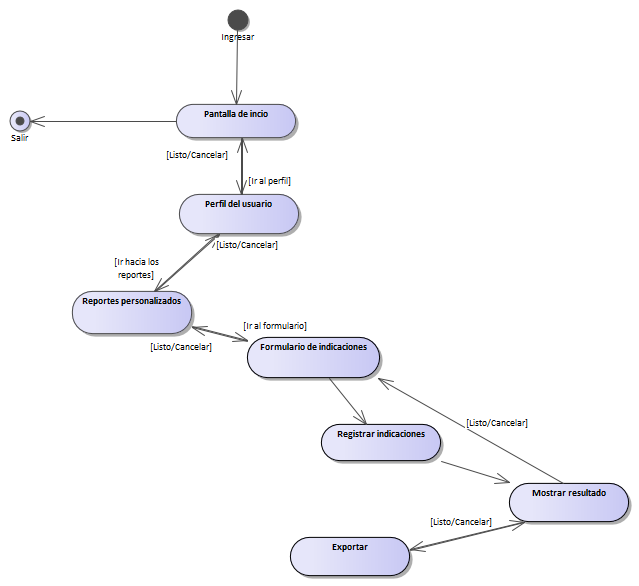 Ingresar
Pantalla de incio
Salir
[Listo/Cancelar]
[Ir al perfil]
Perfil del usuario
[Listo/Cancelar]
[Ir hacia los
reportes]
Reportes personalizados
[Ir al formulario]
[Listo/Cancelar]
Formulario de indicaciones
[Listo/Cancelar]
Registrar indicaciones
Mostrar resultado
[Listo/Cancelar]
Exportar